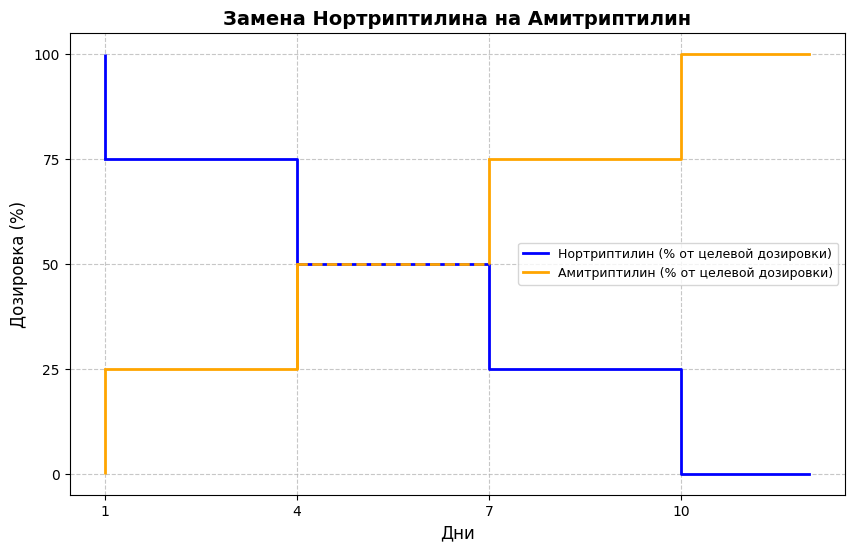 Замена Нортриптилина на Амитриптилин
Дозировка (%)
100
75
50
25
0
Нортриптилин (% от целевой дозировки)
Амитриптилин (% от целевой дозировки)
1 4 7 10
Дни